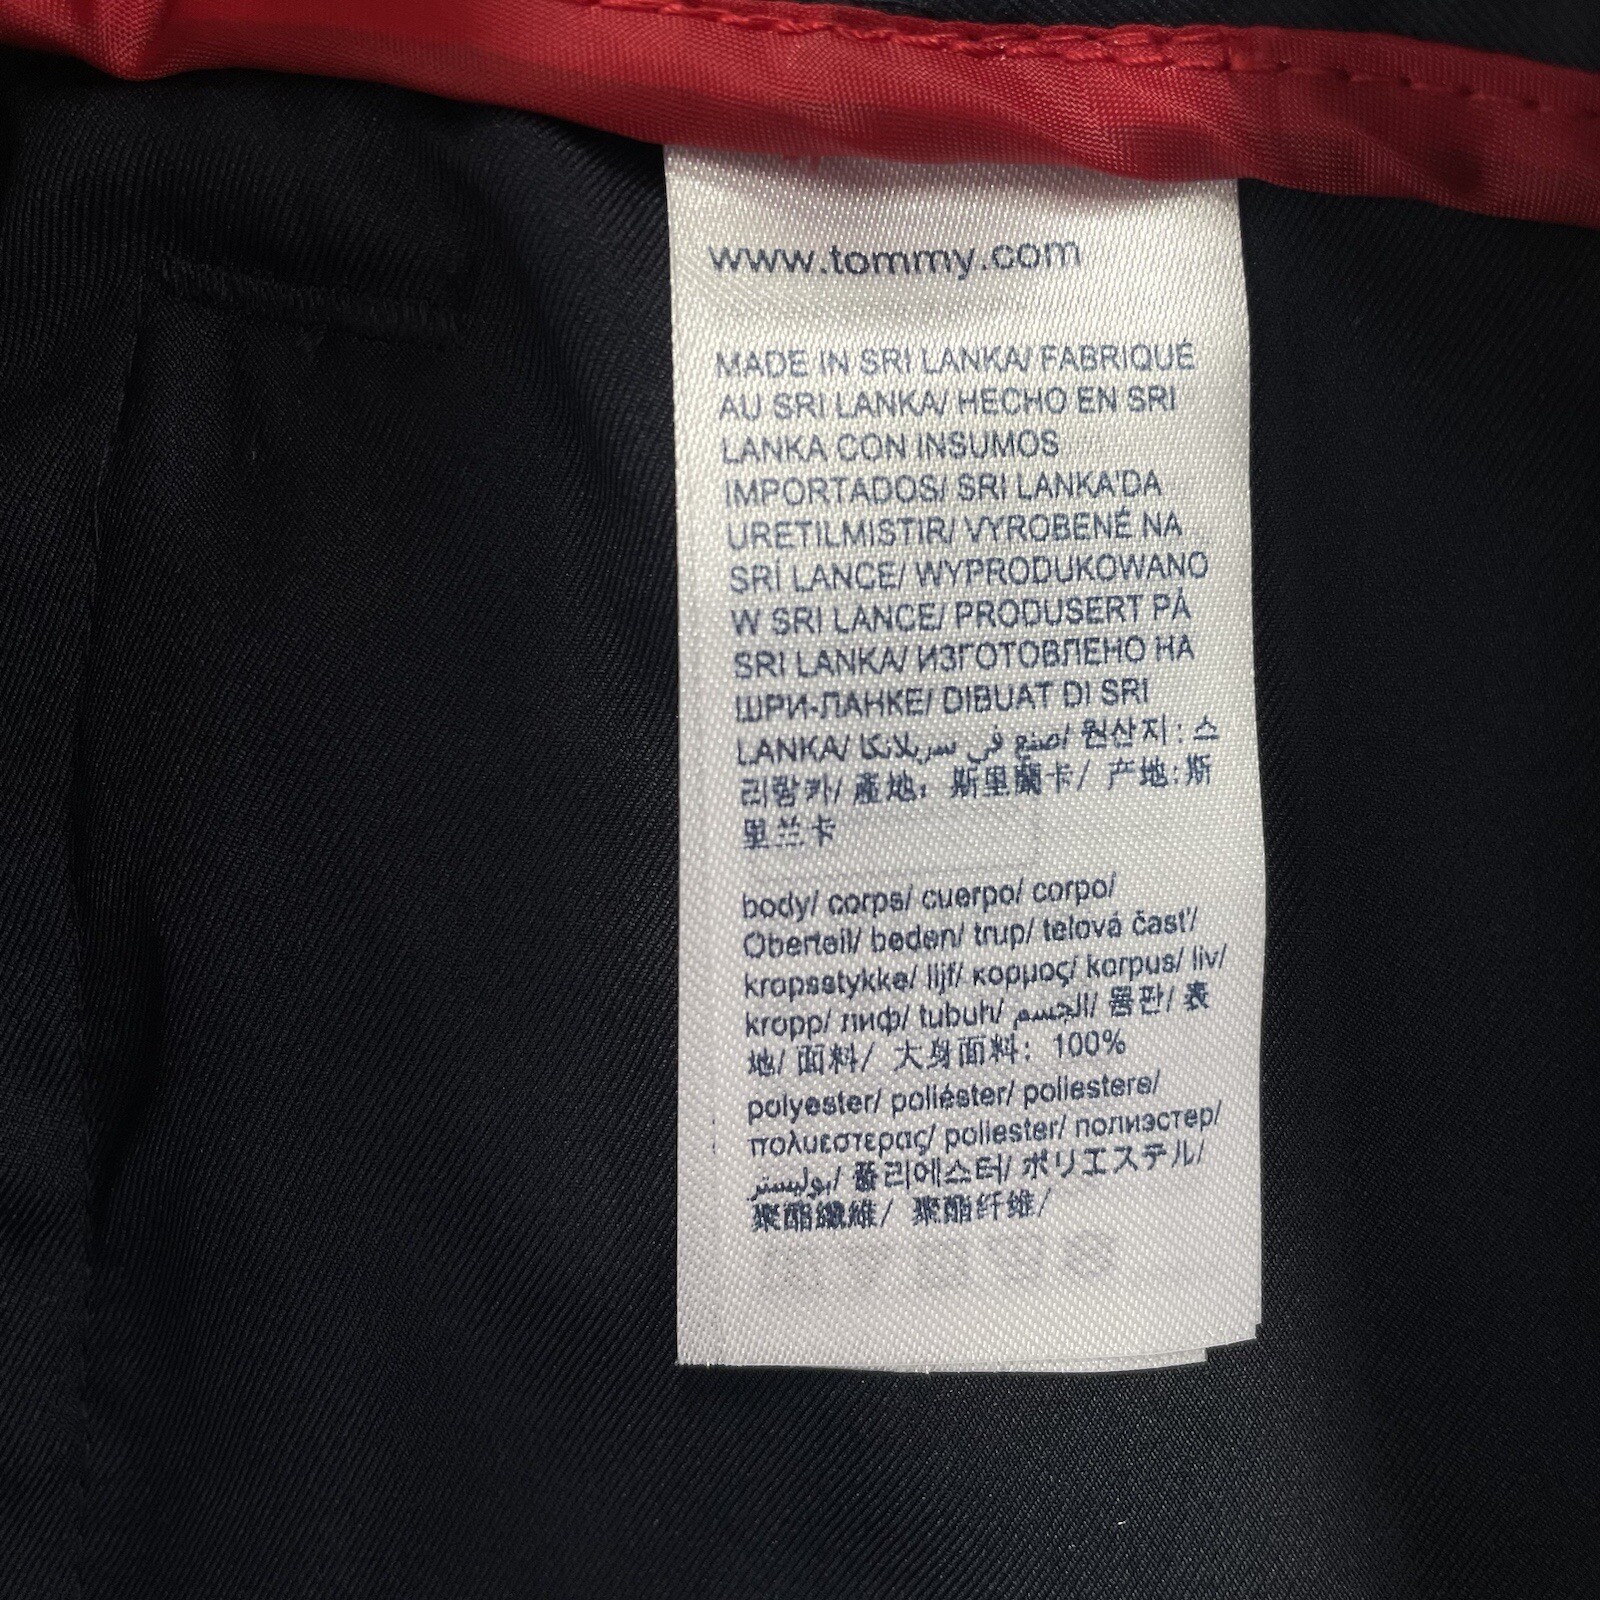 www.tommy.com
MADE IN SRI LANKA/ FABRIQUÉ
AU SRI LANKA/ HECHO EN SRI
LANKA CON INSUMOS
IMPORTADOS/ SRI LANKA'DA
URETILMISTIR/ VYROBENÉ NA
SRÍ LANCE/ WYPRODUKOWANO
W SRI LANCE/ PRODUSERT PÅ
SRI LANKA/ ИЗГОТОВЛЕНО НА
ШРИ-ЛАНКЕ/ DIBUAT DI SRI
LANKA/ صنع في سريلانكا/ 원산지: 스
리랑카/ 產地: 斯里蘭卡/ 产地:斯
里兰卡
body/ corps/ cuerpo/ corpo/
Oberteil/ beden/ trup/ telová časť/
kropsstykke/ lijf/ κορμος/ korpus/ liv/
kropp/ лиф/ tubuh/ الجسم/ 몸판/ 表
地/ 面料/ 大身面料: 100%
polyester/ poliéster/ poliestere/
πολυεστερας/ poliester/ полиэстер/
بوليستر/ 폴리에스터/ ポリエステル/
聚酯纖維/ 聚酯纤维/